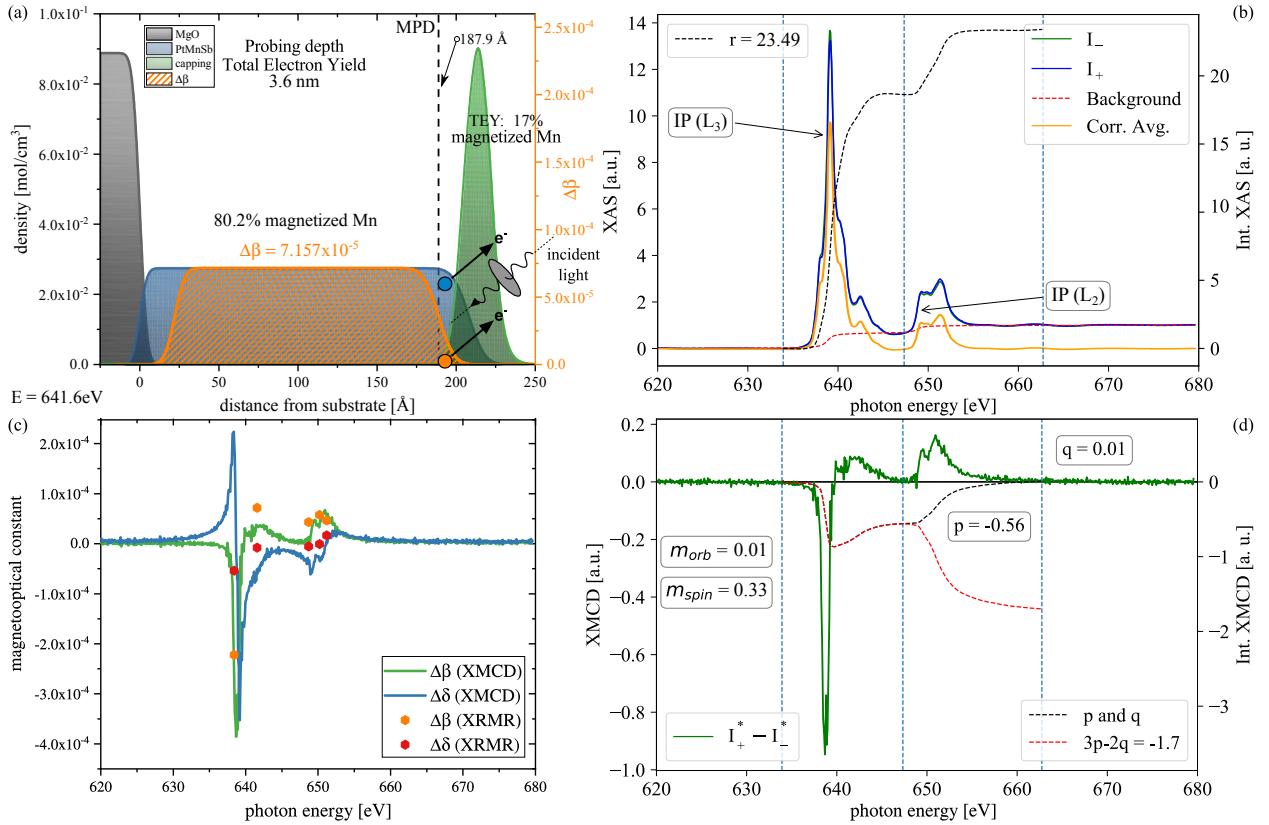 (a)
MgO
PtMnSb
capping
Δβ
Probing depth
Total Electron Yield
3.6 nm
MPD
187.9 Å
TEY: 17%
magnetized Mn
80.2% magnetized Mn
Δβ = 7.157x10⁻⁵
e⁻
incident
light
e⁻
density [mol/cm³]
1.0x10⁻¹
8.0x10⁻²
6.0x10⁻²
4.0x10⁻²
2.0x10⁻²
0.0
2.5x10⁻⁴
2.0x10⁻⁴
1.5x10⁻⁴
1.0x10⁻⁴
5.0x10⁻⁵
0.0
Δβ
0 50 100 150 200 250
distance from substrate [Å]
E = 641.6eV
(b)
r = 23.49
I₋
I₊
Background
Corr. Avg.
IP (L₃)
IP (L₂)
XAS [a.u.]
14
12
10
8
6
4
2
0
Int. XAS [a. u.]
20
15
10
5
0
620 630 640 650 660 670 680
photon energy [eV]
(c)
magnetooptical constant
2.0x10⁻⁴
1.0x10⁻⁴
0.0
-1.0x10⁻⁴
-2.0x10⁻⁴
-3.0x10⁻⁴
-4.0x10⁻⁴
Δβ (XMCD)
Δδ (XMCD)
Δβ (XRMR)
Δδ (XRMR)
620 630 640 650 660 670 680
photon energy [eV]
(d)
q = 0.01
p = -0.56
m_orb = 0.01
m_spin = 0.33
I₊* − I₋*
p and q
3p-2q = -1.7
XMCD [a.u.]
0.2
0.0
−0.2
−0.4
−0.6
−0.8
−1.0
Int. XMCD [a. u.]
0
−1
−2
−3
620 630 640 650 660 670 680
photon energy [eV]